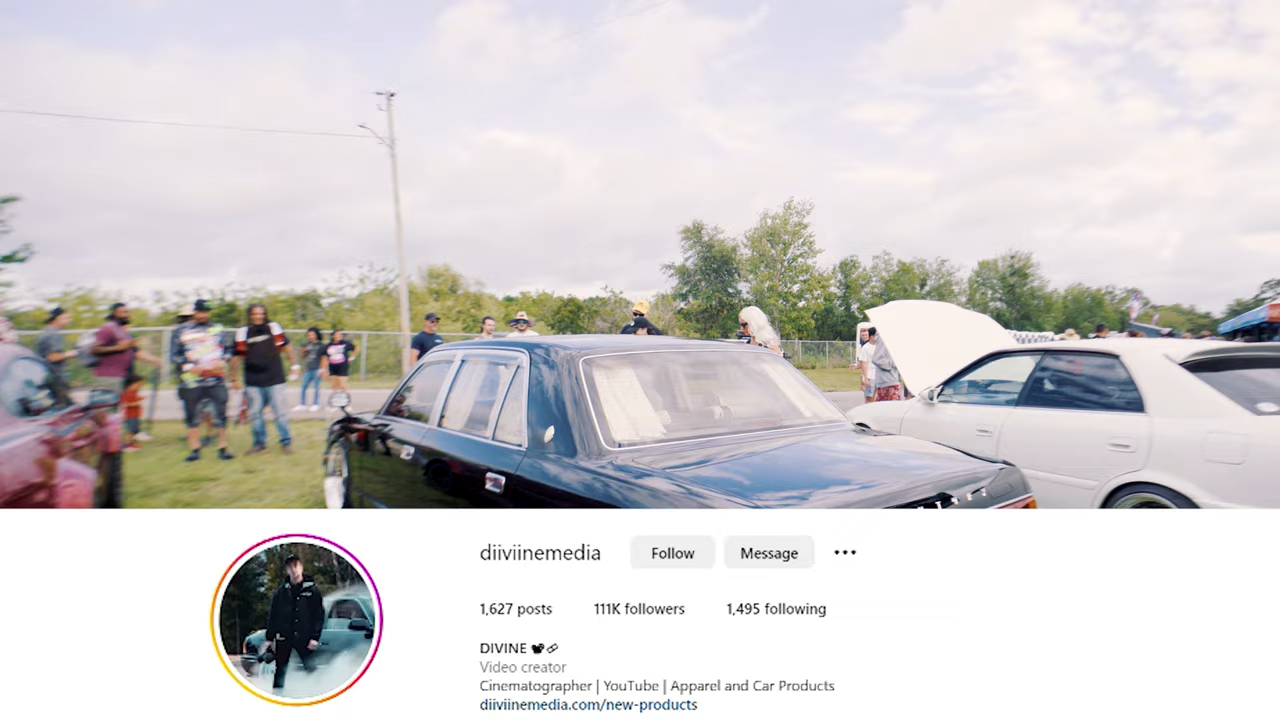 diiviinemedia Follow Message
1,627 posts 111K followers 1,495 following
DIVINE
Video creator
Cinematographer | YouTube | Apparel and Car Products
diiviinemedia.com/new-products